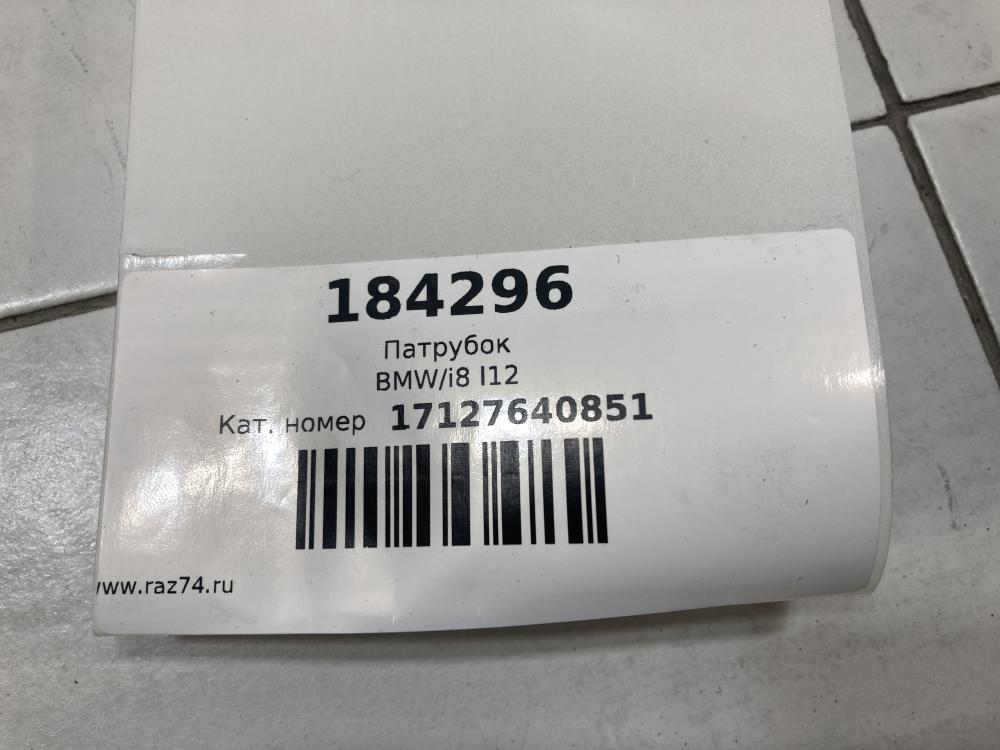 184296
Патрубок
BMW/i8 I12
Кат. номер 17127640851
www.raz74.ru